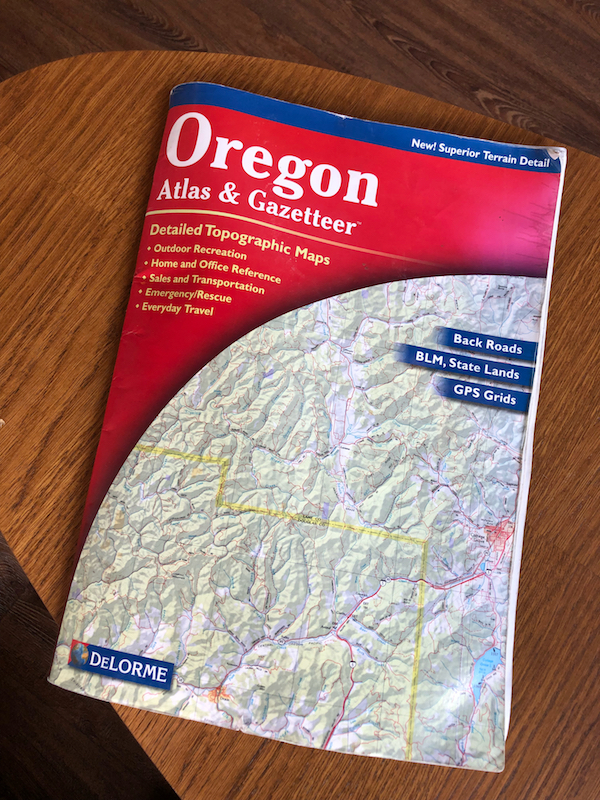 New! Superior Terrain Detail
Oregon
Atlas & Gazetteer™
Detailed Topographic Maps
• Outdoor Recreation
• Home and Office Reference
• Sales and Transportation
• Emergency/Rescue
• Everyday Travel
Back Roads
BLM, State Lands
GPS Grids
DELORME